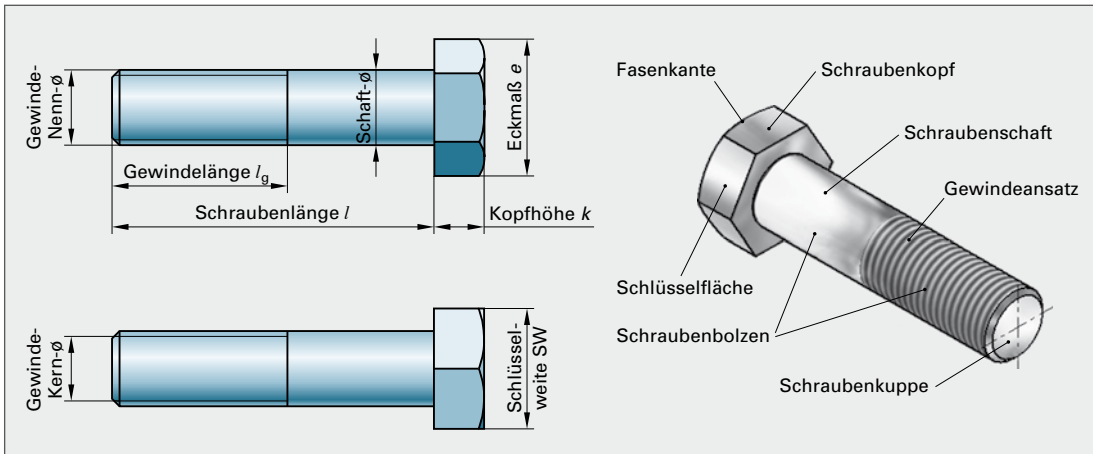 Gewinde-
Nenn-ø
Schaft-ø
Eckmaß e
Gewindelänge lg
Schraubenlänge l
Kopfhöhe k
Gewinde-
Kern-ø
Schlüssel-
weite SW
Fasenkante
Schraubenkopf
Schraubenschaft
Gewindeansatz
Schlüsselfläche
Schraubenbolzen
Schraubenkuppe